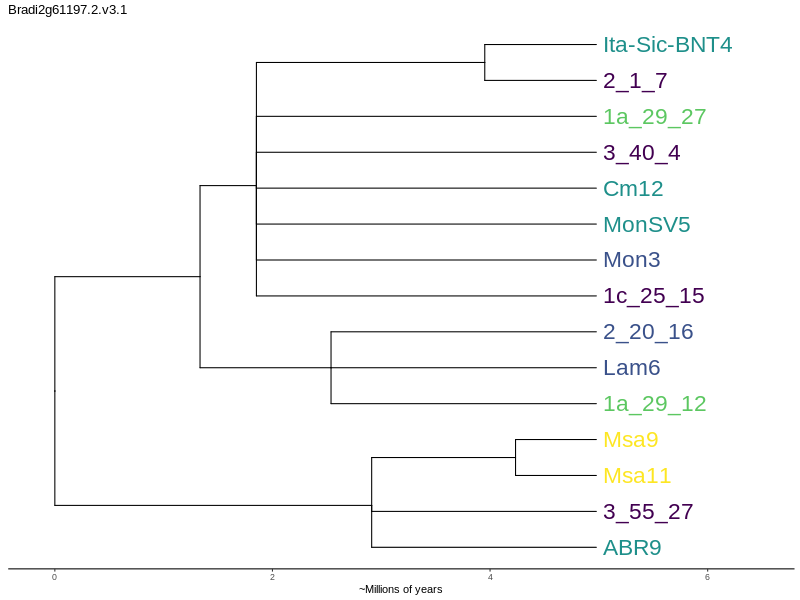 Bradi2g61197.2.v3.1
Ita-Sic-BNT4
2_1_7
1a_29_27
3_40_4
Cm12
MonSV5
Mon3
1c_25_15
2_20_16
Lam6
1a_29_12
Msa9
Msa11
3_55_27
ABR9
0 2 4 6
~Millions of years